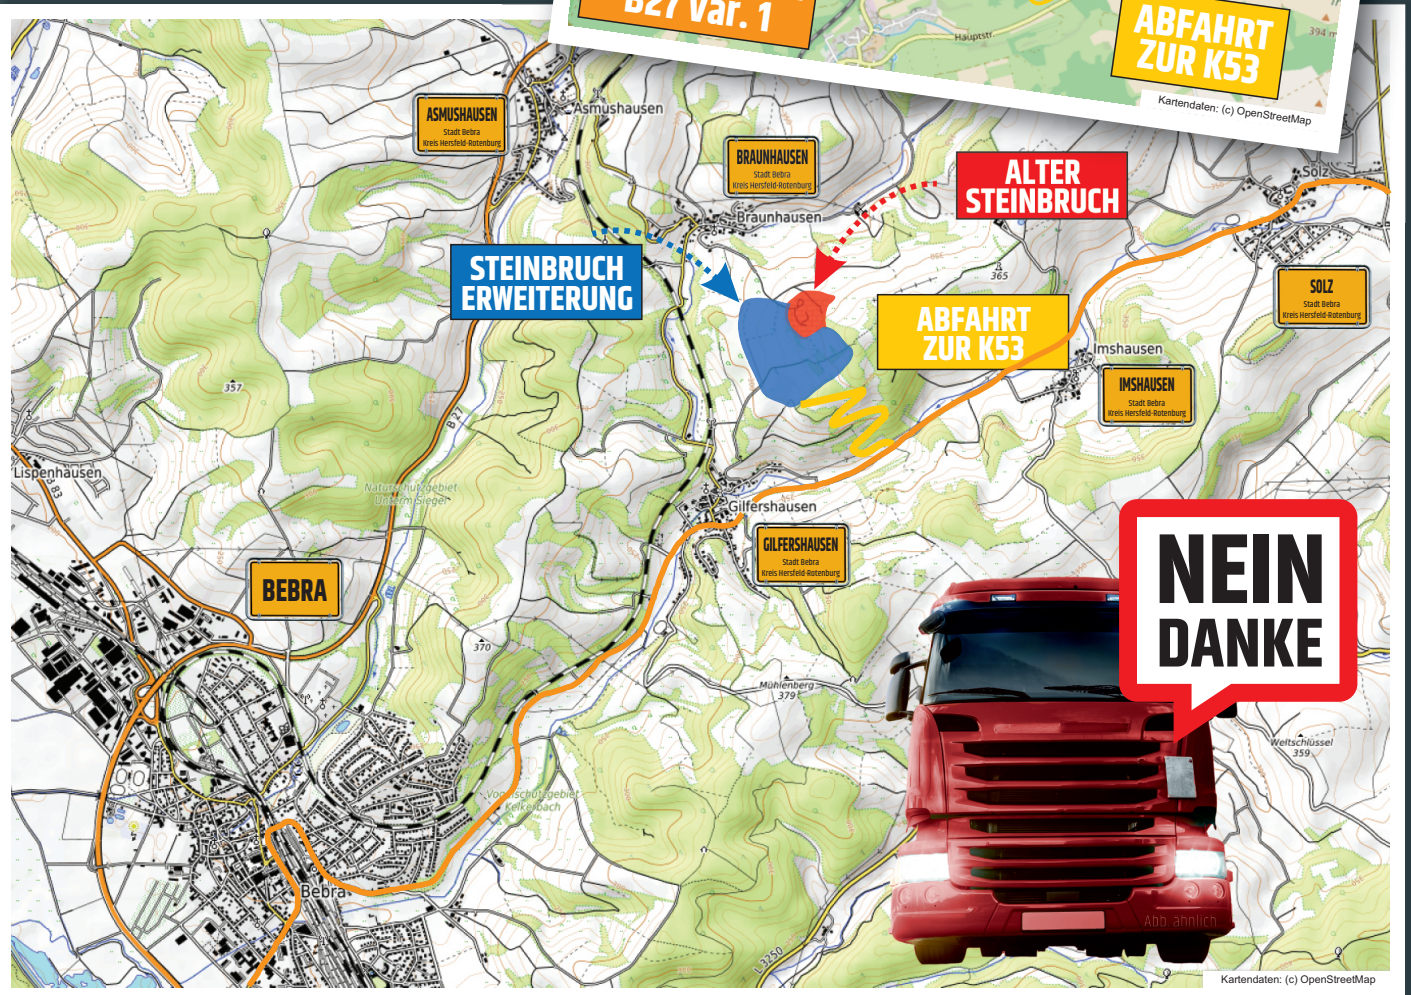 B27 Var. 1
Hauptstr
394 m
ABFAHRT
ZUR K53
Kartendaten: (c) OpenStreetMap
ASMUSHAUSEN
Stadt Bebra
Kreis Hersfeld-Rotenburg
Asmushausen
BRAUNHAUSEN
Stadt Bebra
Kreis Hersfeld-Rotenburg
Braunhausen
ALTER
STEINBRUCH
Solz
STEINBRUCH
ERWEITERUNG
365
SOLZ
Stadt Bebra
Kreis Hersfeld-Rotenburg
ABFAHRT
ZUR K53
Imshausen
IMSHAUSEN
Stadt Bebra
Kreis Hersfeld-Rotenburg
357
B 27
Lispenhausen
B 83
Naturschutzgebiet
Unterm Siegel
Gilfershausen
GILFERSHAUSEN
Stadt Bebra
Kreis Hersfeld-Rotenburg
BEBRA
NEIN
DANKE
370
Mühlenberg
379
Weltschlüssel
359
Vogelschutzgebiet
Kelkerbach
Bebra
L 3250
Abb. ähnlich
Kartendaten: (c) OpenStreetMap